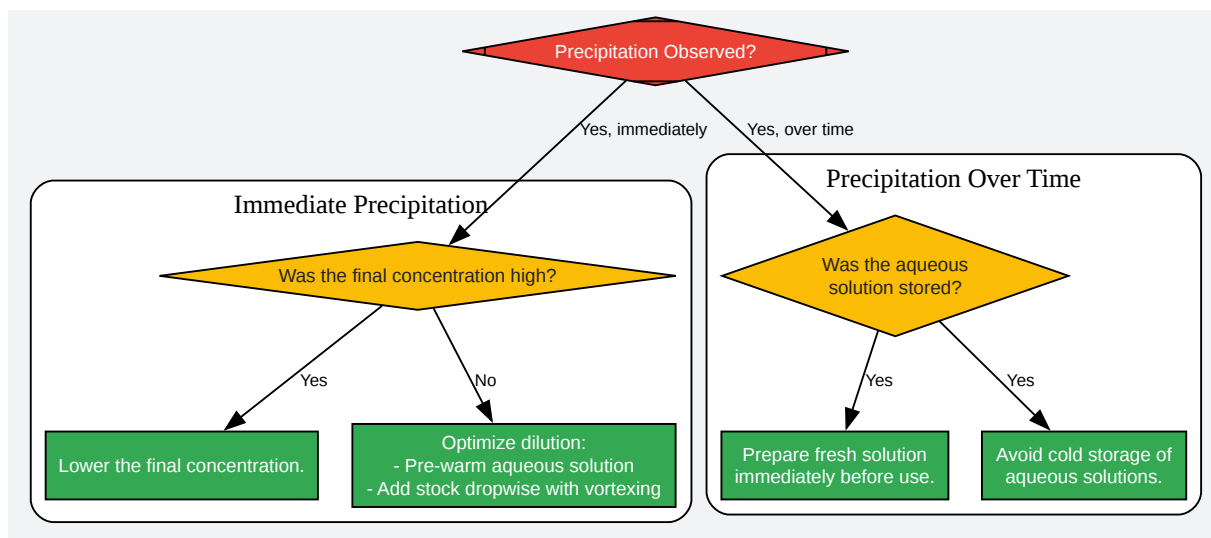 Precipitation Observed?
Yes, immediately
Yes, over time
Immediate Precipitation
Was the final concentration high?
Yes
No
Lower the final concentration.
Optimize dilution:
- Pre-warm aqueous solution
- Add stock dropwise with vortexing
Precipitation Over Time
Was the aqueous
solution stored?
Yes
Yes
Prepare fresh solution
immediately before use.
Avoid cold storage of
aqueous solutions.